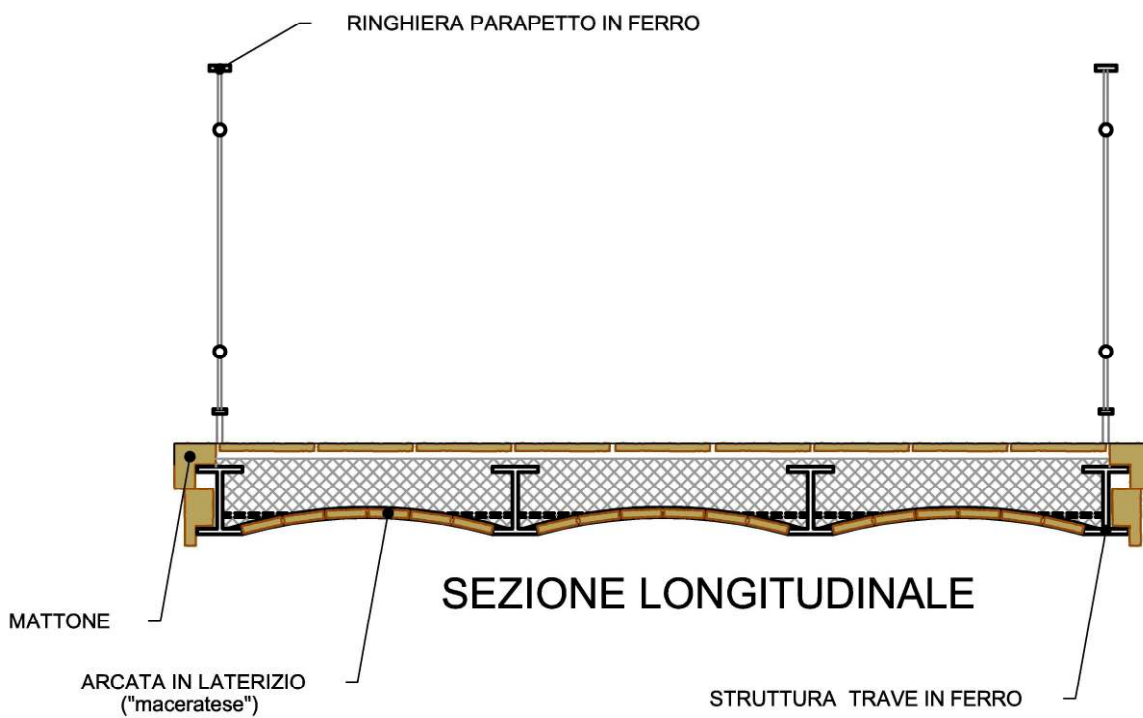 RINGHIERA PARAPETTO IN FERRO
SEZIONE LONGITUDINALE
MATTONE
ARCATA IN LATERIZIO
("maceratese")
STRUTTURA TRAVE IN FERRO